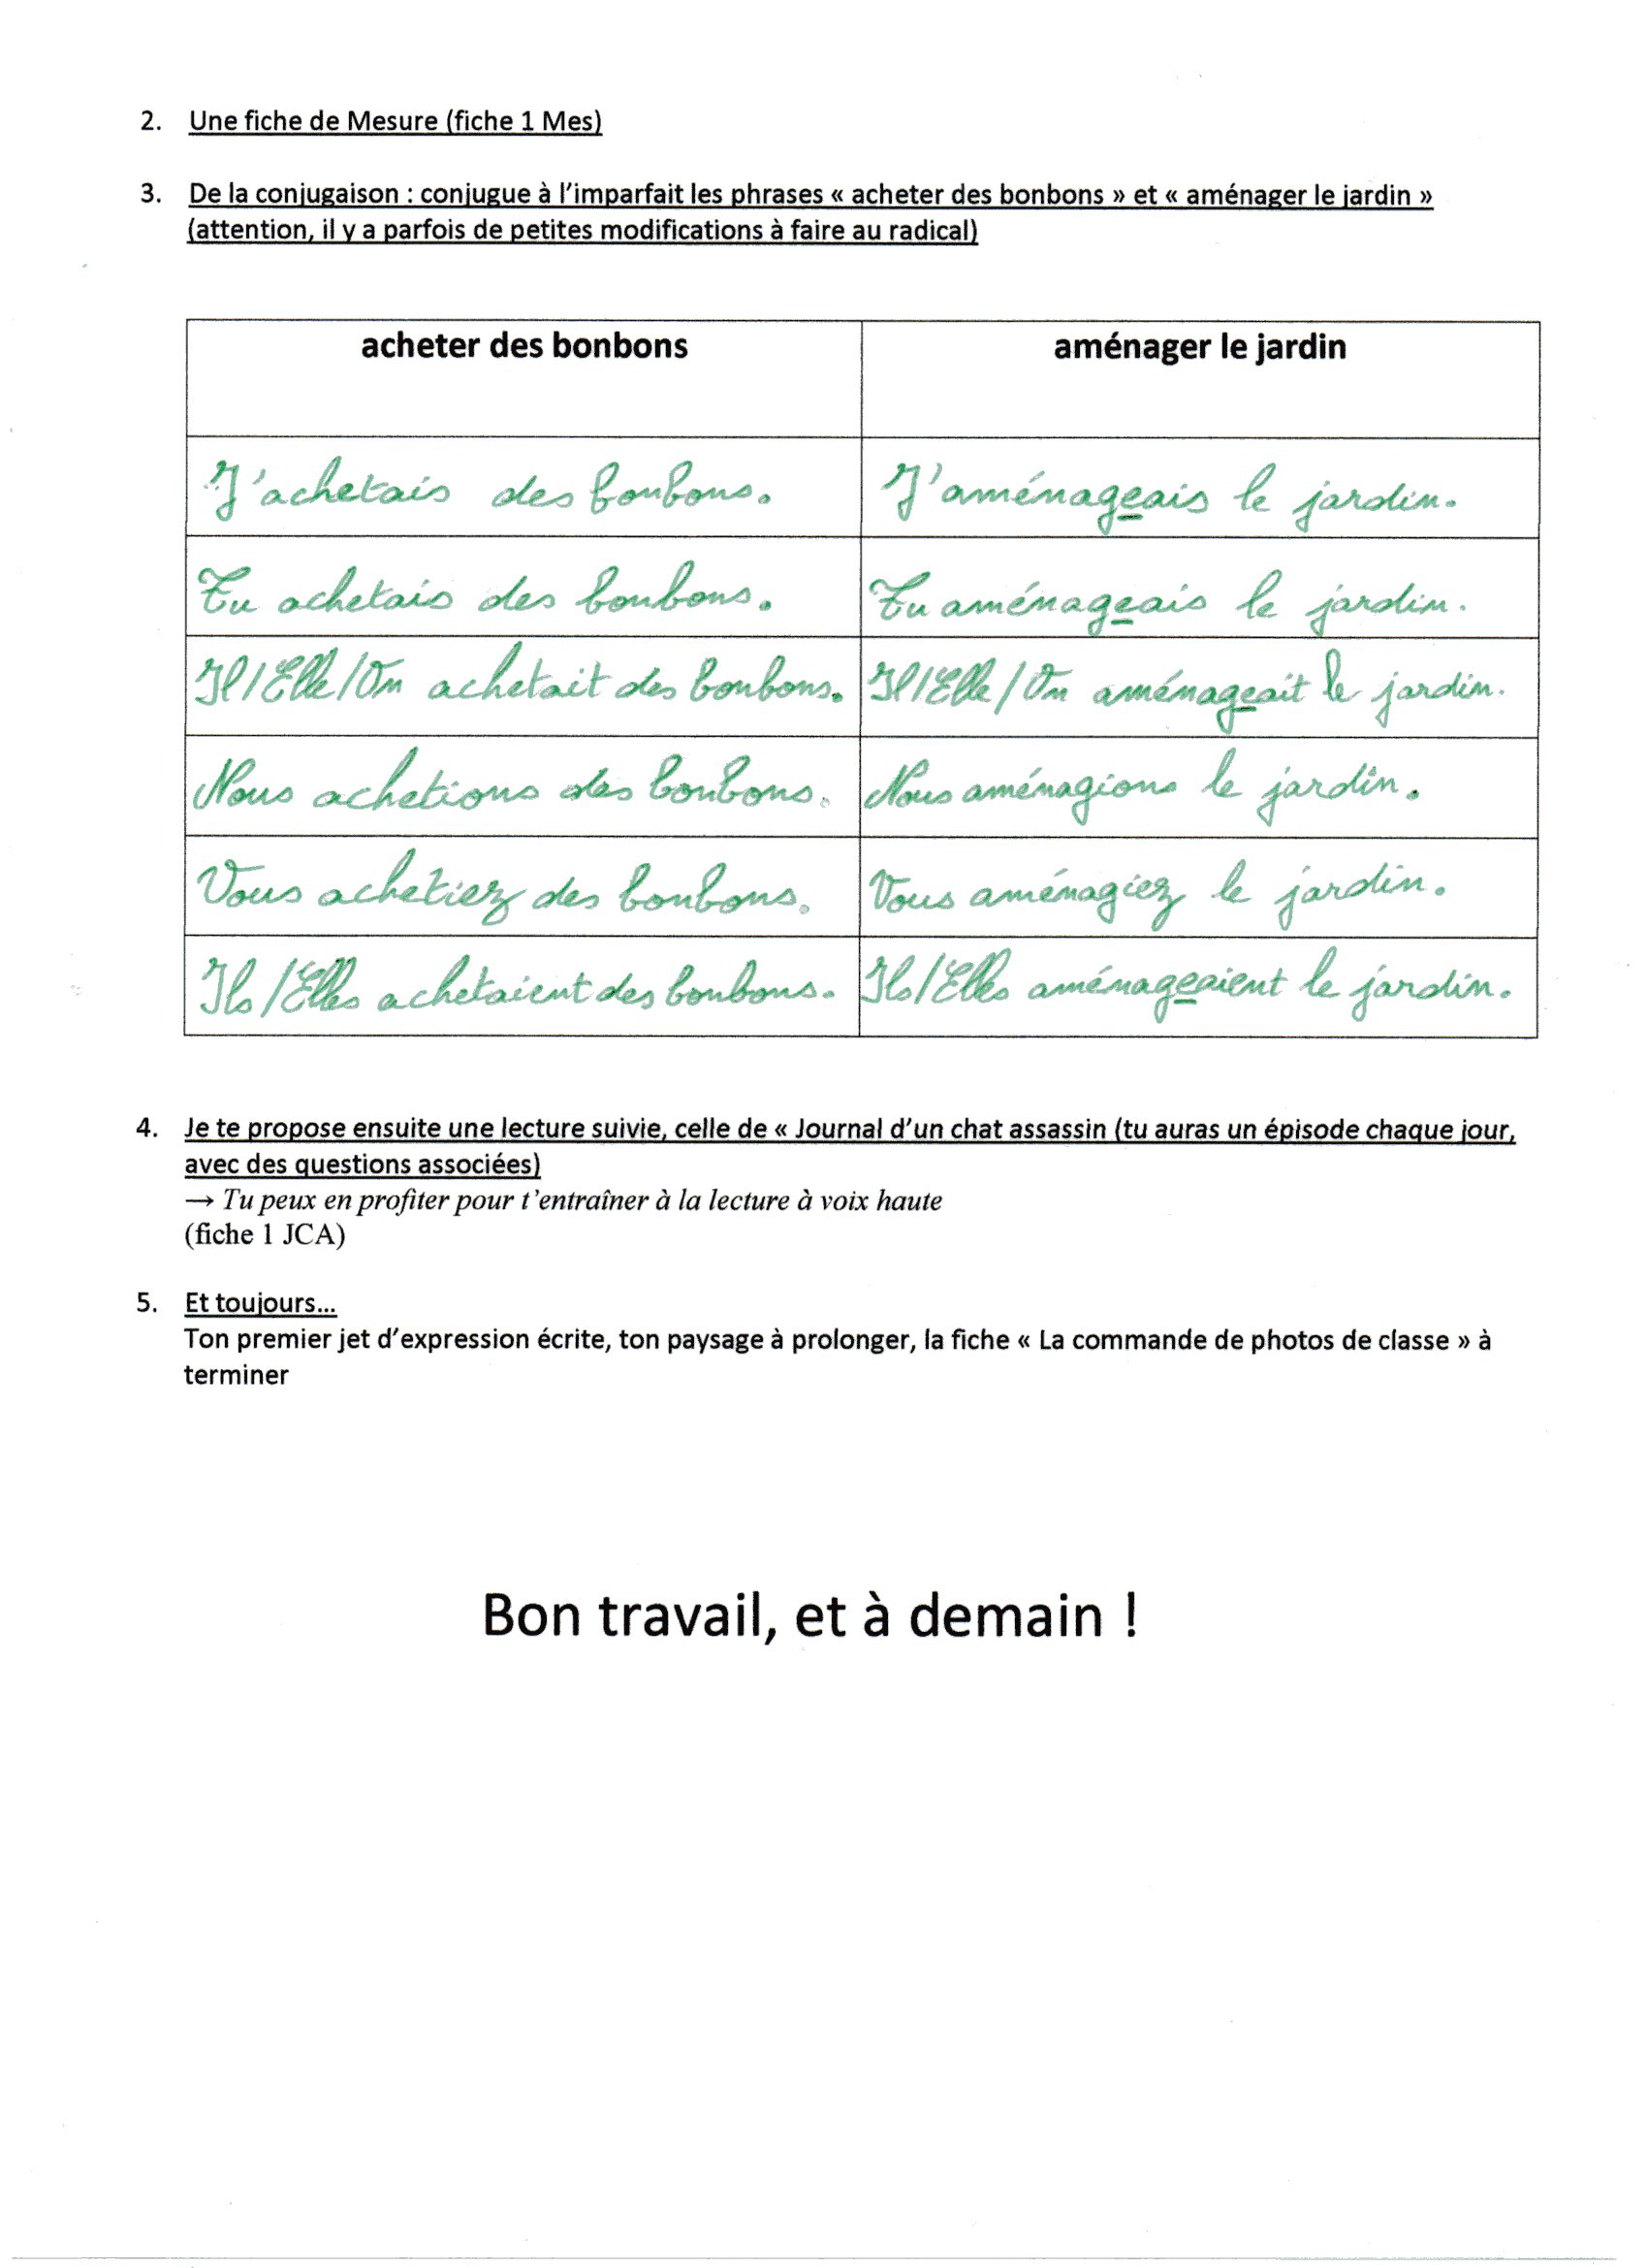 2. Une fiche de Mesure (fiche 1 Mes)
3. De la conjugaison : conjugue à l'imparfait les phrases « acheter des bonbons » et « aménager le jardin »
(attention, il y a parfois de petites modifications à faire au radical)
acheter des bonbons aménager le jardin
J'achetais des bonbons. J'aménageais le jardin.
Tu achetais des bonbons. Tu aménageais le jardin.
Il/Elle/On achetait des bonbons. Il/Elle/On aménageait le jardin.
Nous achetions des bonbons. Nous aménagions le jardin.
Vous achetiez des bonbons. Vous aménagiez le jardin.
Ils/Elles achetaient des bonbons. Ils/Elles aménageaient le jardin.
4. Je te propose ensuite une lecture suivie, celle de « Journal d'un chat assassin (tu auras un épisode chaque jour,
avec des questions associées)
→ Tu peux en profiter pour t'entraîner à la lecture à voix haute
(fiche 1 JCA)
5. Et toujours...
Ton premier jet d'expression écrite, ton paysage à prolonger, la fiche « La commande de photos de classe » à
terminer
Bon travail, et à demain !